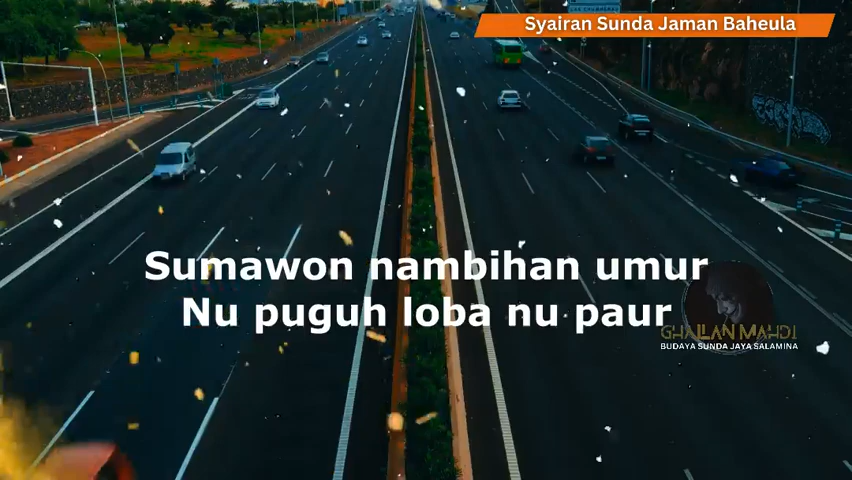 Syairan Sunda Jaman Baheula
Sumawon nambihan umur
Nu puguh loba nu paur
GHAILAN MAHDI
BUDAYA SUNDA JAYA SALAMINA